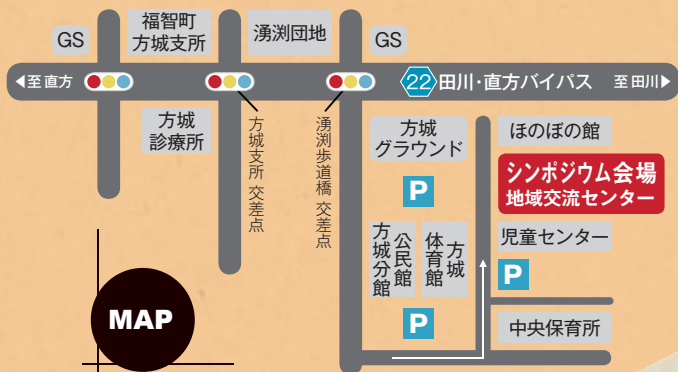 GS
福智町
方城支所
湧渕団地
GS
◀至直方
22 田川・直方バイパス
至田川▶
方城
診療所
方城支所 交差点
湧渕歩道橋 交差点
方城
グラウンド
P
ほのぼの館
シンポジウム会場
地域交流センター
公民館
方城分館
方城
体育館
児童センター
P
P
中央保育所
MAP